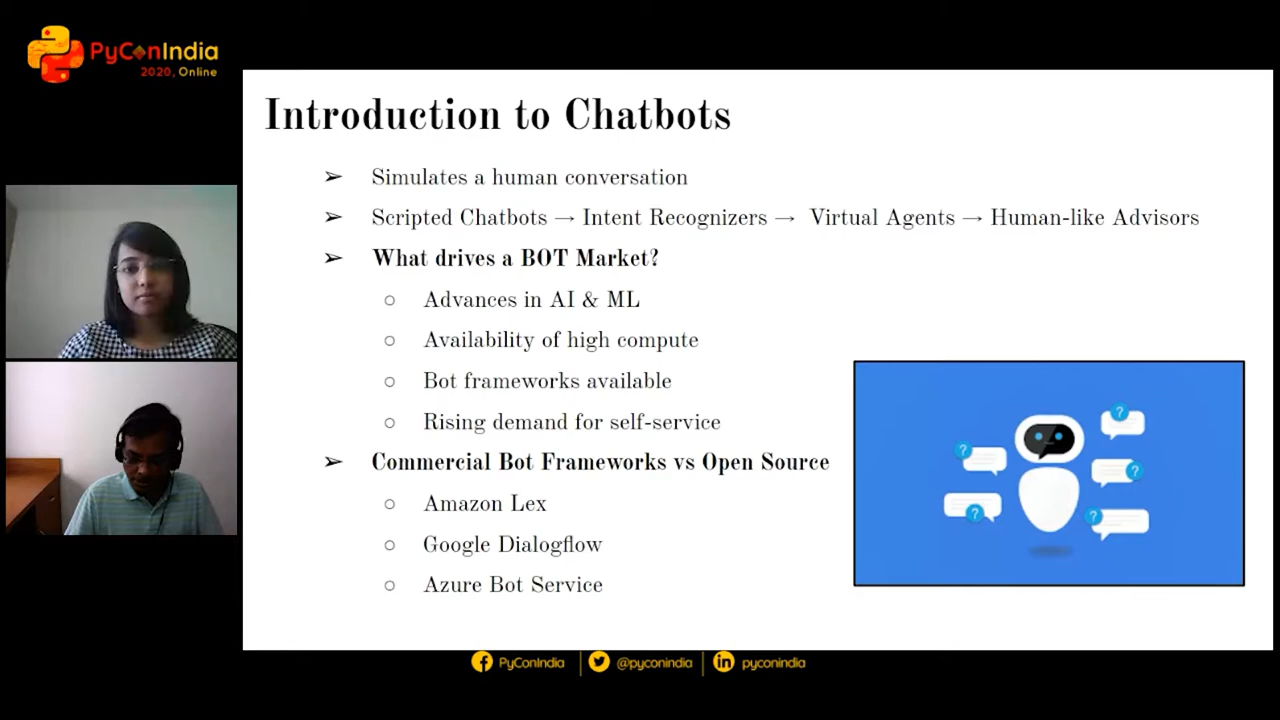 PyConIndia
2020, Online
Introduction to Chatbots
➢ Simulates a human conversation
➢ Scripted Chatbots → Intent Recognizers → Virtual Agents → Human-like Advisors
➢ What drives a BOT Market?
○ Advances in AI & ML
○ Availability of high compute
○ Bot frameworks available
○ Rising demand for self-service
➢ Commercial Bot Frameworks vs Open Source
○ Amazon Lex
○ Google Dialogflow
○ Azure Bot Service
?
?
?
?
?
PyConIndia @pyconindia in pyconindia